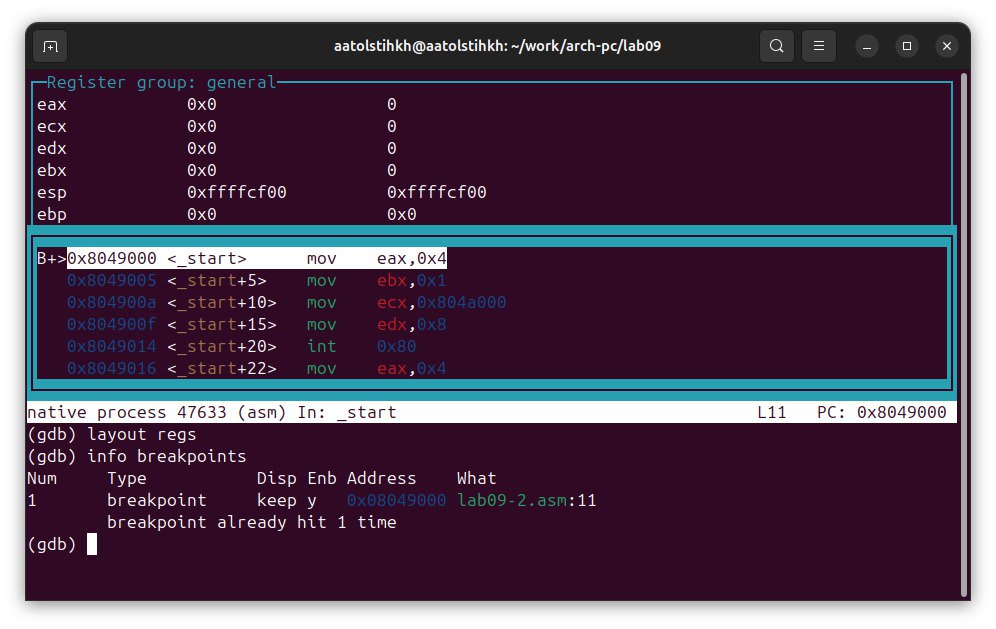 aatolstihkh@aatolstihkh: ~/work/arch-pc/lab09
Register group: general
eax 0x0 0
ecx 0x0 0
edx 0x0 0
ebx 0x0 0
esp 0xffffcf00 0xffffcf00
ebp 0x0 0x0
B+>0x8049000 <_start> mov eax,0x4
0x8049005 <_start+5> mov ebx,0x1
0x804900a <_start+10> mov ecx,0x804a000
0x804900f <_start+15> mov edx,0x8
0x8049014 <_start+20> int 0x80
0x8049016 <_start+22> mov eax,0x4
native process 47633 (asm) In: _start L11 PC: 0x8049000
(gdb) layout regs
(gdb) info breakpoints
Num Type Disp Enb Address What
1 breakpoint keep y 0x08049000 lab09-2.asm:11
breakpoint already hit 1 time
(gdb)